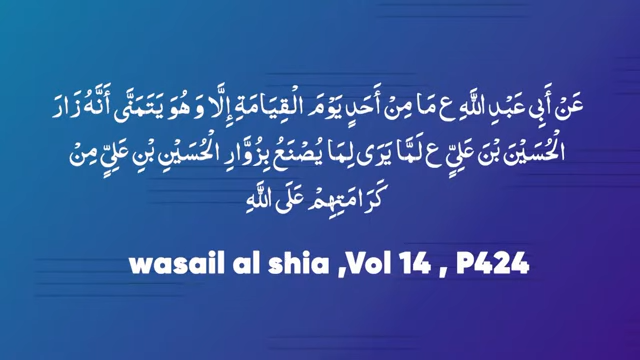 عَنْ أَبِي عَبْدِ اللَّهِ ع مَا مِنْ أَحَدٍ يَوْمَ الْقِيَامَةِ إِلَّا وَ هُوَ يَتَمَنَّى أَنَّهُ زَارَ
الْحُسَيْنَ بْنَ عَلِيٍّ ع لَمَّا يَرَى لِمَا يُصْنَعُ بِزُوَّارِ الْحُسَيْنِ بْنِ عَلِيٍّ مِنْ
كَرَامَتِهِمْ عَلَى اللَّهِ
wasail al shia ,Vol 14 , P424